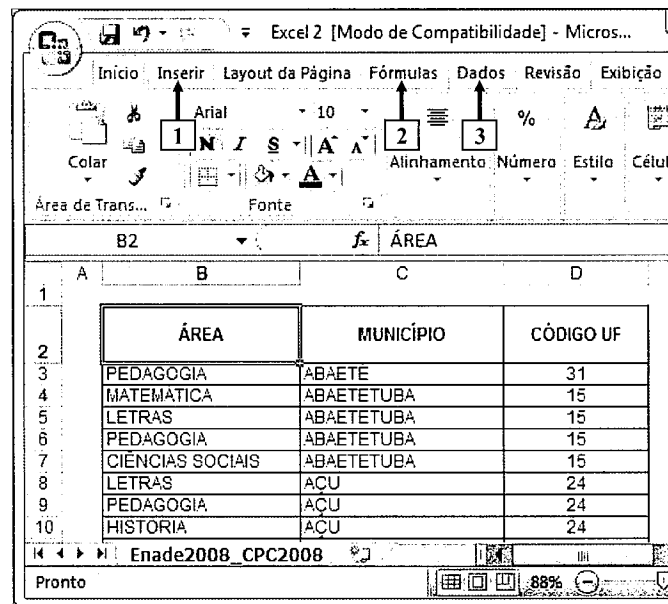 Excel 2 [Modo de Compatibilidade] - Micros...
Início Inserir Layout da Página Fórmulas Dados Revisão Exibição
Arial 10 %
1 2 3
N I S A A
Colar A Alinhamento Número Estilo Célul
Área de Trans... Fonte
B2 fx ÁREA
A B C D
1
2 ÁREA MUNICÍPIO CÓDIGO UF
3 PEDAGOGIA ABAETE 31
4 MATEMATICA ABAETETUBA 15
5 LETRAS ABAETETUBA 15
6 PEDAGOGIA ABAETETUBA 15
7 CIÊNCIAS SOCIAIS ABAETETUBA 15
8 LETRAS AÇU 24
9 PEDAGOGIA AÇU 24
10 HISTORIA AÇU 24
Enade2008_CPC2008
Pronto 88%